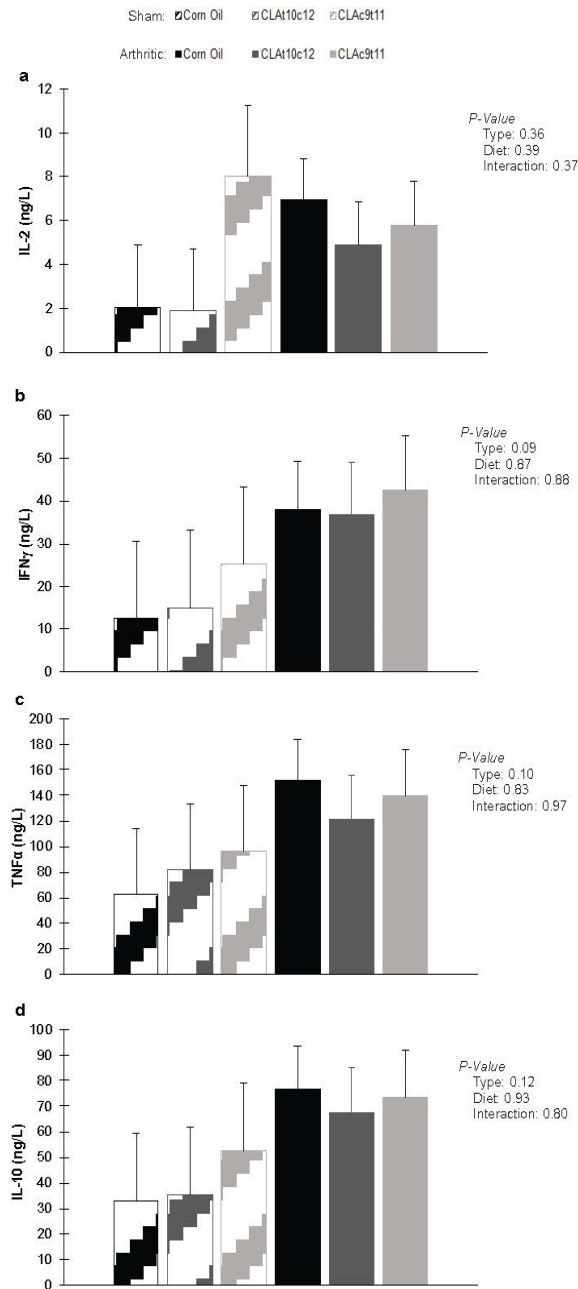 Sham: Corn Oil CLAt10c12 CLAc9t11
Arthritic: Corn Oil CLAt10c12 CLAc9t11
a
12
10
8
6
4
2
0
IL-2 (ng/L)
P-Value
Type: 0.36
Diet: 0.39
Interaction: 0.37
b
60
50
40
30
20
10
0
IFNγ (ng/L)
P-Value
Type: 0.09
Diet: 0.87
Interaction: 0.88
c
200
180
160
140
120
100
80
60
40
20
0
TNFα (ng/L)
P-Value
Type: 0.10
Diet: 0.83
Interaction: 0.97
d
100
90
80
70
60
50
40
30
20
10
0
IL-10 (ng/L)
P-Value
Type: 0.12
Diet: 0.93
Interaction: 0.80